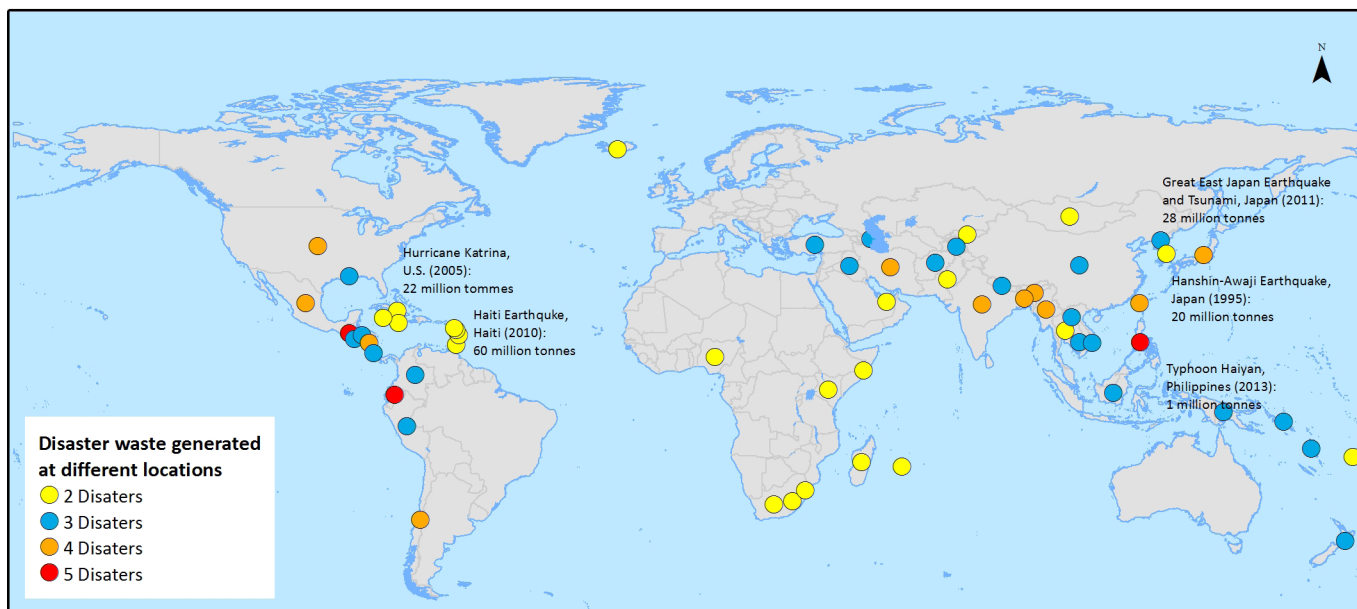 N
Great East Japan Earthquake
and Tsunami, Japan (2011):
28 million tonnes
Hurricane Katrina,
U.S. (2005):
22 million tommes
Hanshin-Awaji Earthquake,
Japan (1995):
20 million tonnes
Haiti Earthquke,
Haiti (2010):
60 million tonnes
Typhoon Haiyan,
Philippines (2013):
1 million tonnes
Disaster waste generated
at different locations
2 Disaters
3 Disaters
4 Disaters
5 Disaters